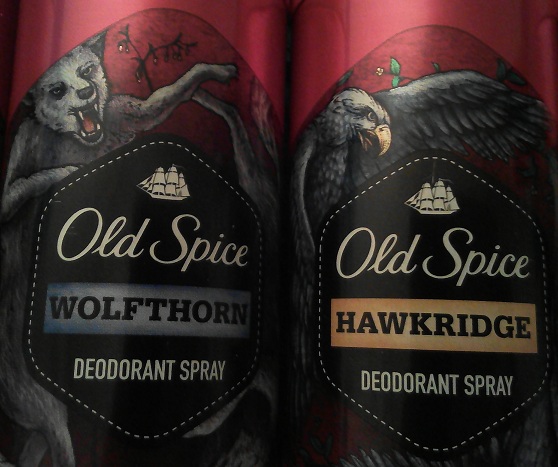 Old Spice
WOLFTHORN
DEODORANT SPRAY
Old Spice
HAWKRIDGE
DEODORANT SPRAY